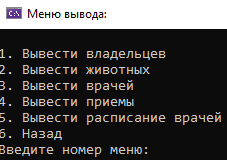 Меню вывода:
1. Вывести владельцев
2. Вывести животных
3. Вывести врачей
4. Вывести приемы
5. Вывести расписание врачей
6. Назад
Введите номер меню: